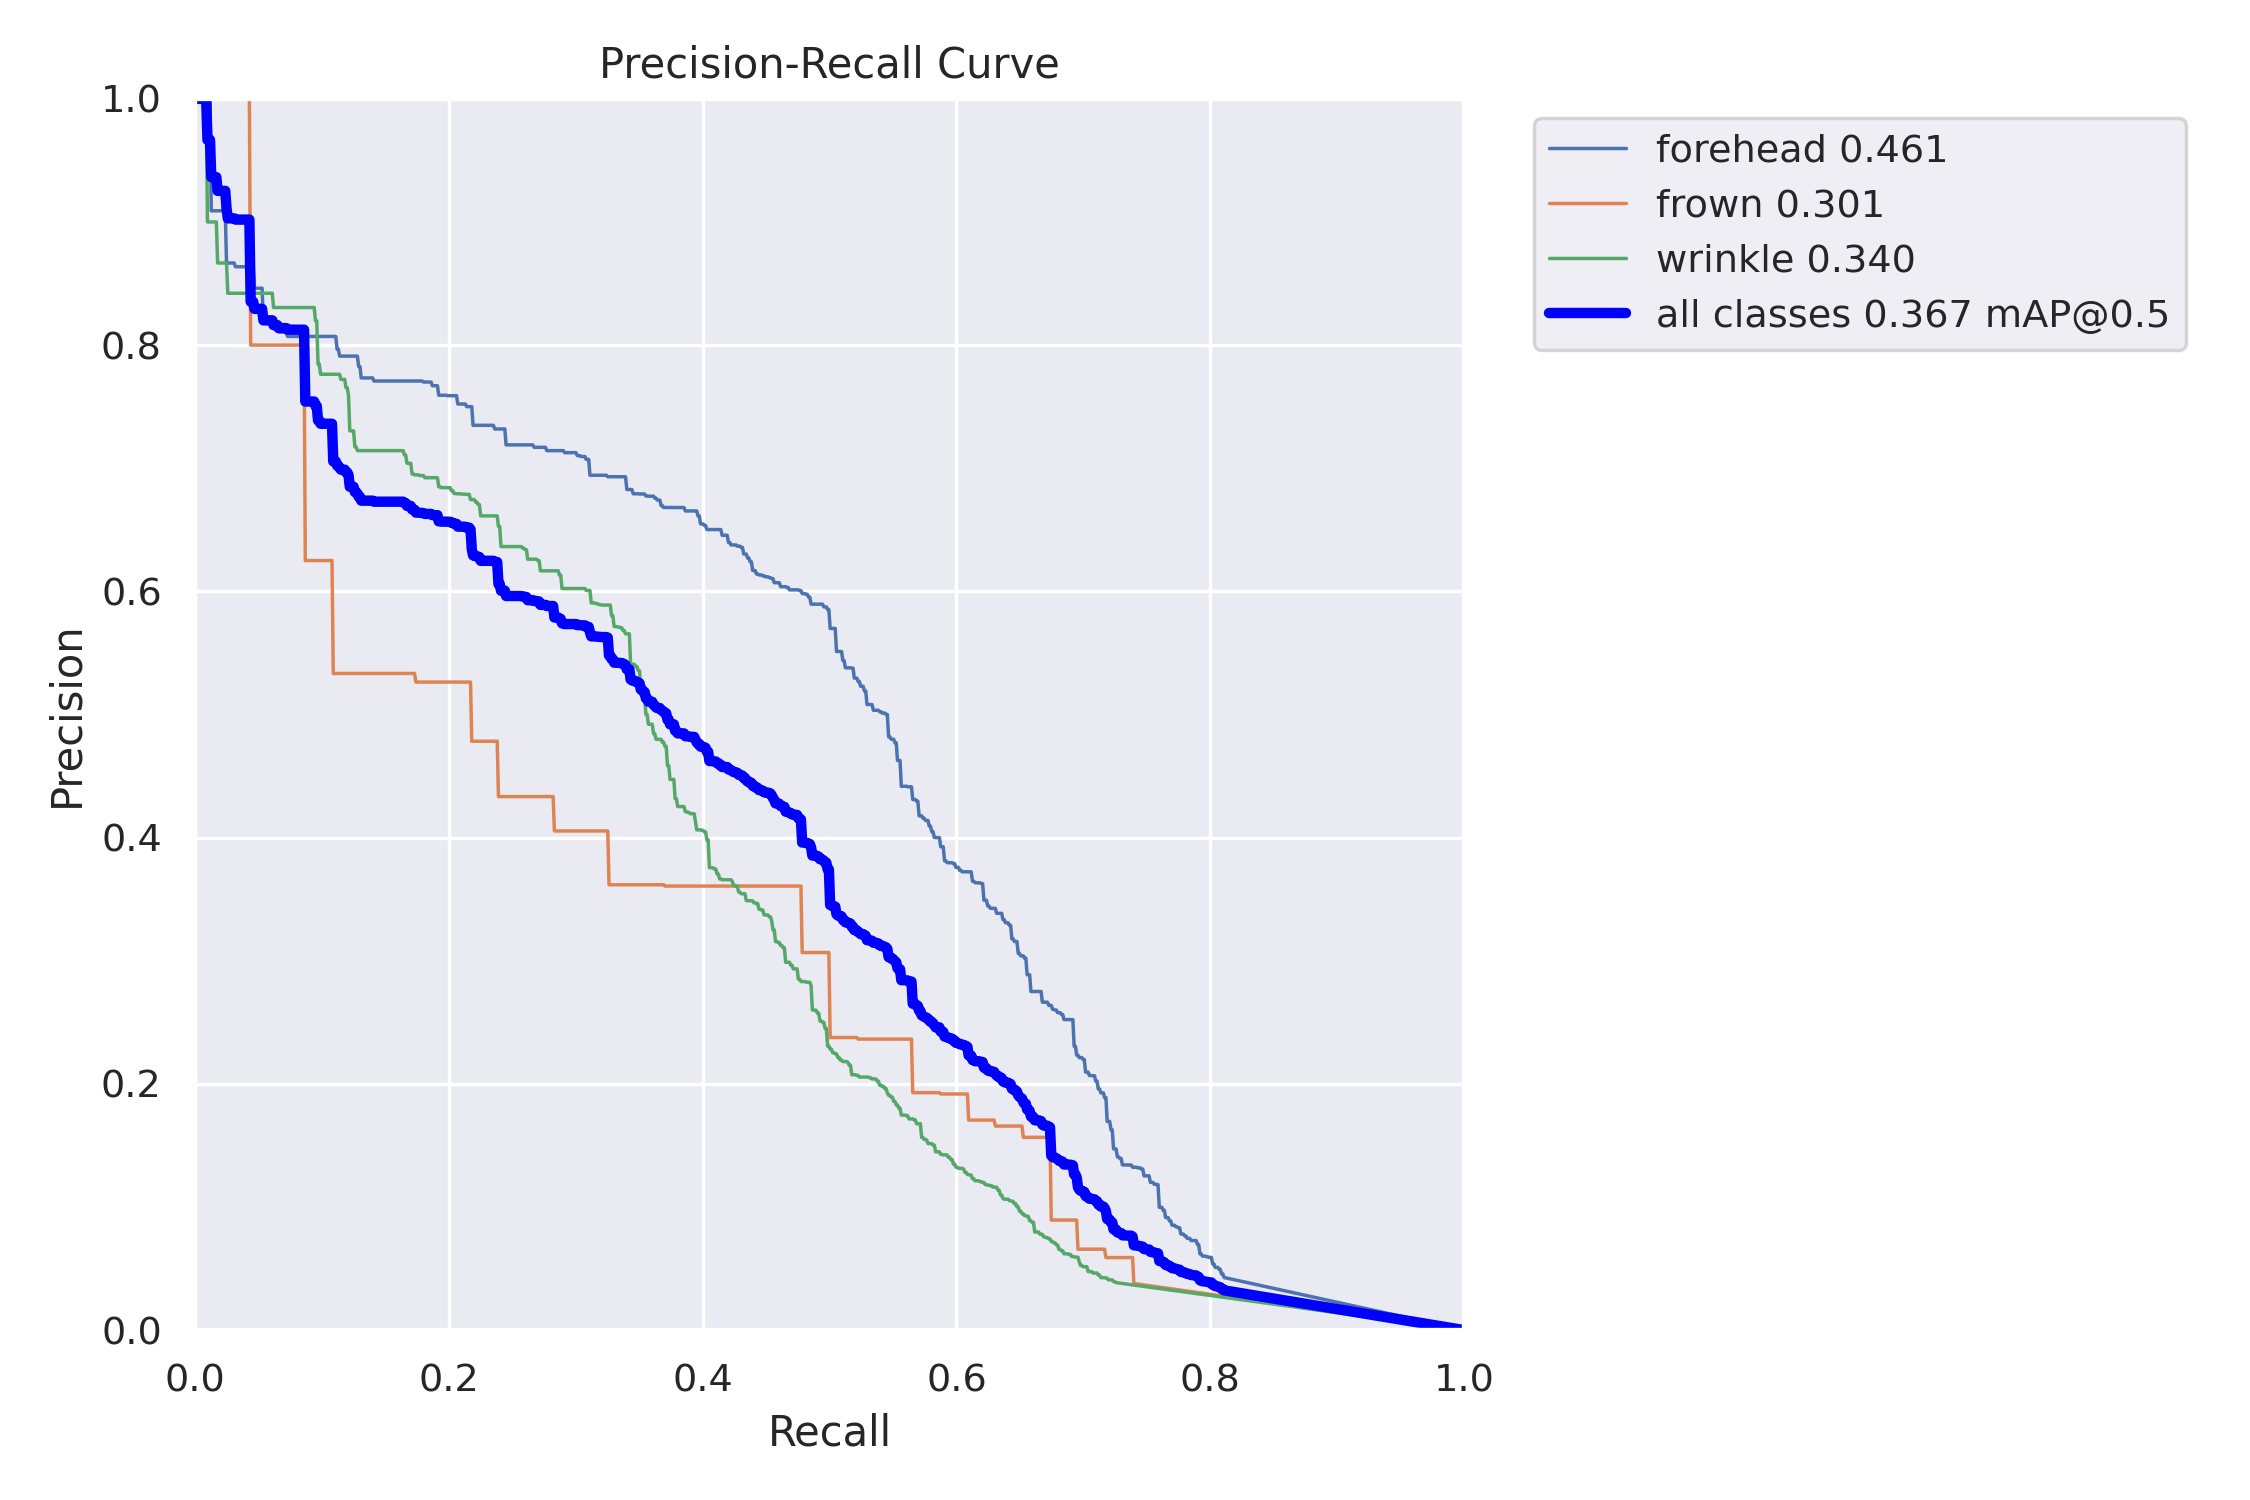 Precision-Recall Curve
forehead 0.461
frown 0.301
wrinkle 0.340
all classes 0.367 mAP@0.5
Precision
1.0
0.8
0.6
0.4
0.2
0.0
0.0 0.2 0.4 0.6 0.8 1.0
Recall